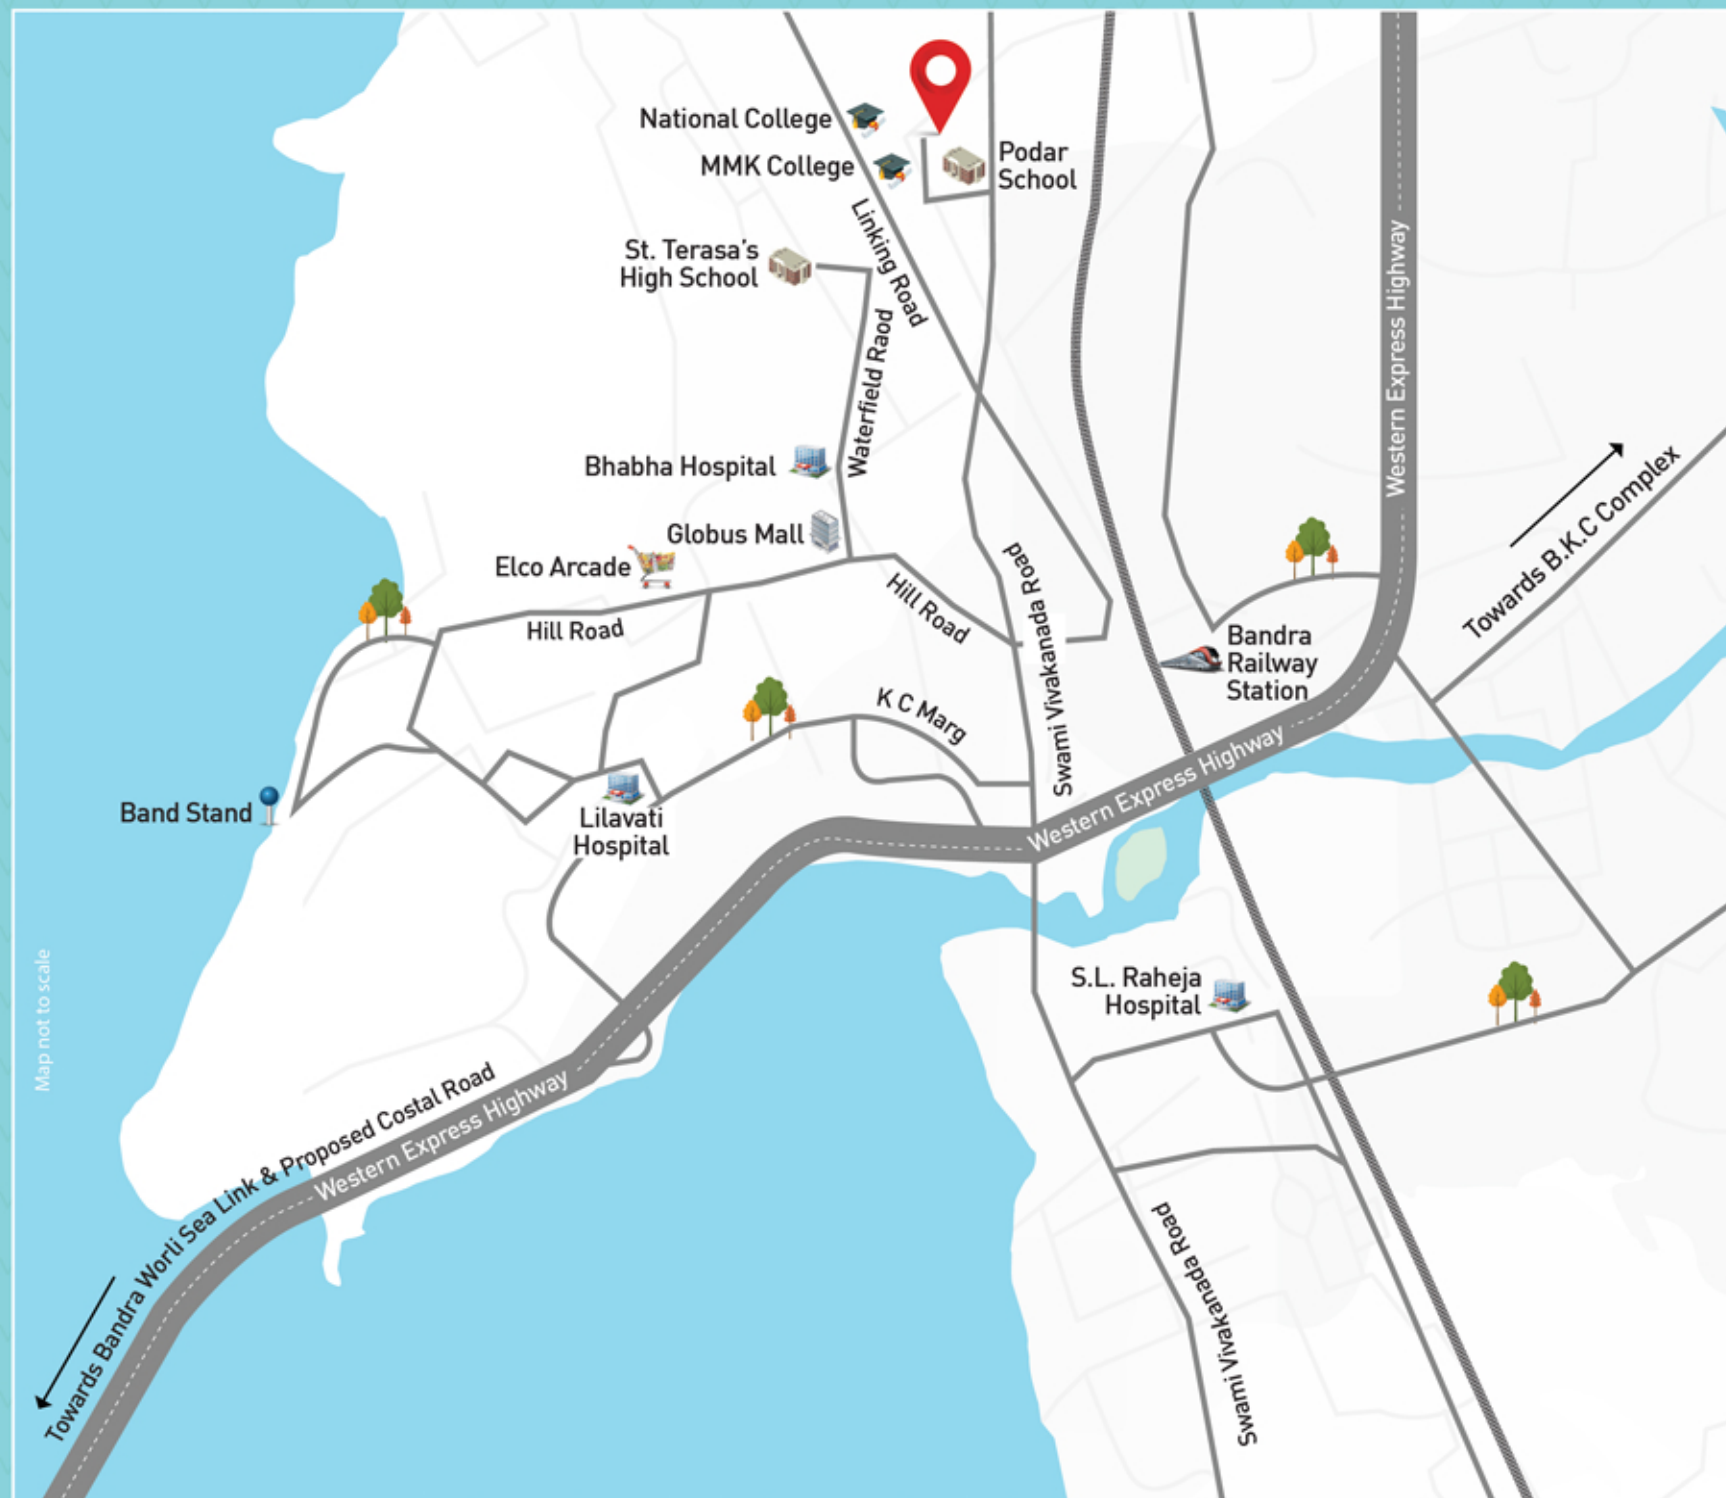 National College
MMK College
Podar
School
Linking Road
St. Terasa's
High School
Waterfield Raod
Western Express Highway
Bhabha Hospital
Globus Mall
Elco Arcade
Towards B.K.C Complex
Hill Road
Hill Road
Swami Vivakanada Road
Bandra
Railway
Station
K C Marg
Western Express Highway
Band Stand
Lilavati
Hospital
S.L. Raheja
Hospital
Map not to scale
Towards Bandra Worli Sea Link & Proposed Costal Road
Western Express Highway
Swami Vivakanada Road